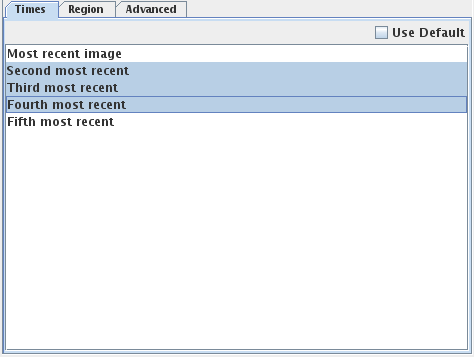 Times Region Advanced
Use Default
Most recent image
Second most recent
Third most recent
Fourth most recent
Fifth most recent